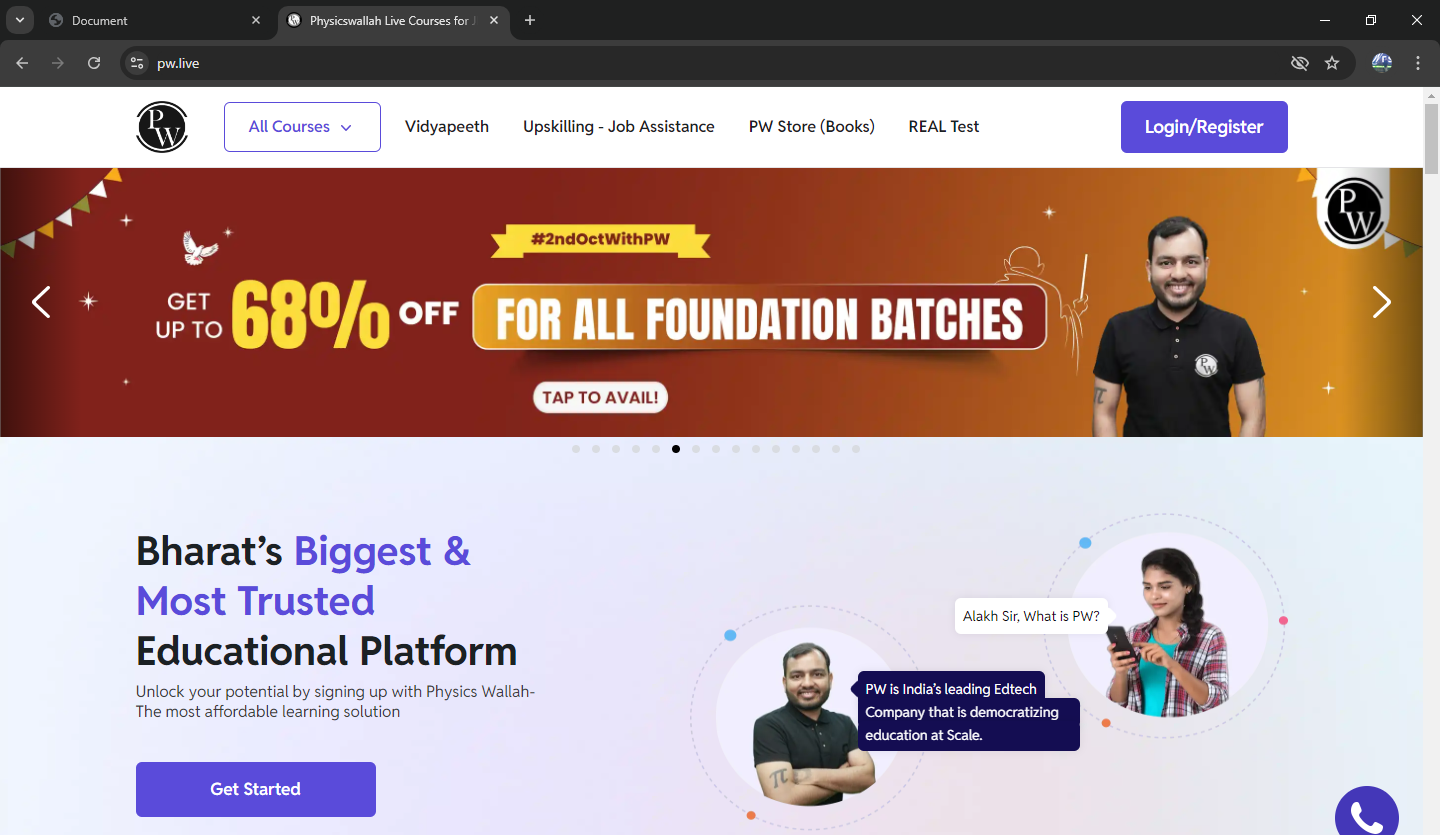 Document
Physicswallah Live Courses for J
pw.live
PW
All Courses
Vidyapeeth
Upskilling - Job Assistance
PW Store (Books)
REAL Test
Login/Register
#2ndOctWithPW
GET
UP TO
68%
OFF
FOR ALL FOUNDATION BATCHES
TAP TO AVAIL!
PW
PW
π
Bharat's Biggest &
Most Trusted
Educational Platform
Unlock your potential by signing up with Physics Wallah-
The most affordable learning solution
Get Started
Alakh Sir, What is PW?
PW is India's leading Edtech
Company that is democratizing
education at Scale.
π